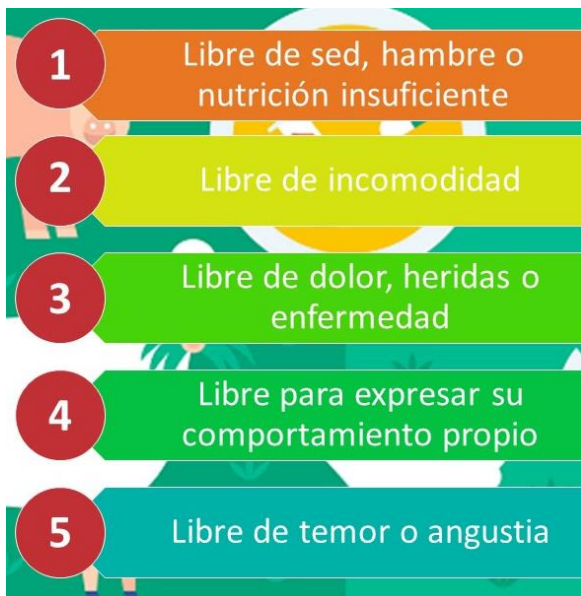 1
Libre de sed, hambre o
nutrición insuficiente
2
Libre de incomodidad
3
Libre de dolor, heridas o
enfermedad
4
Libre para expresar su
comportamiento propio
5
Libre de temor o angustia